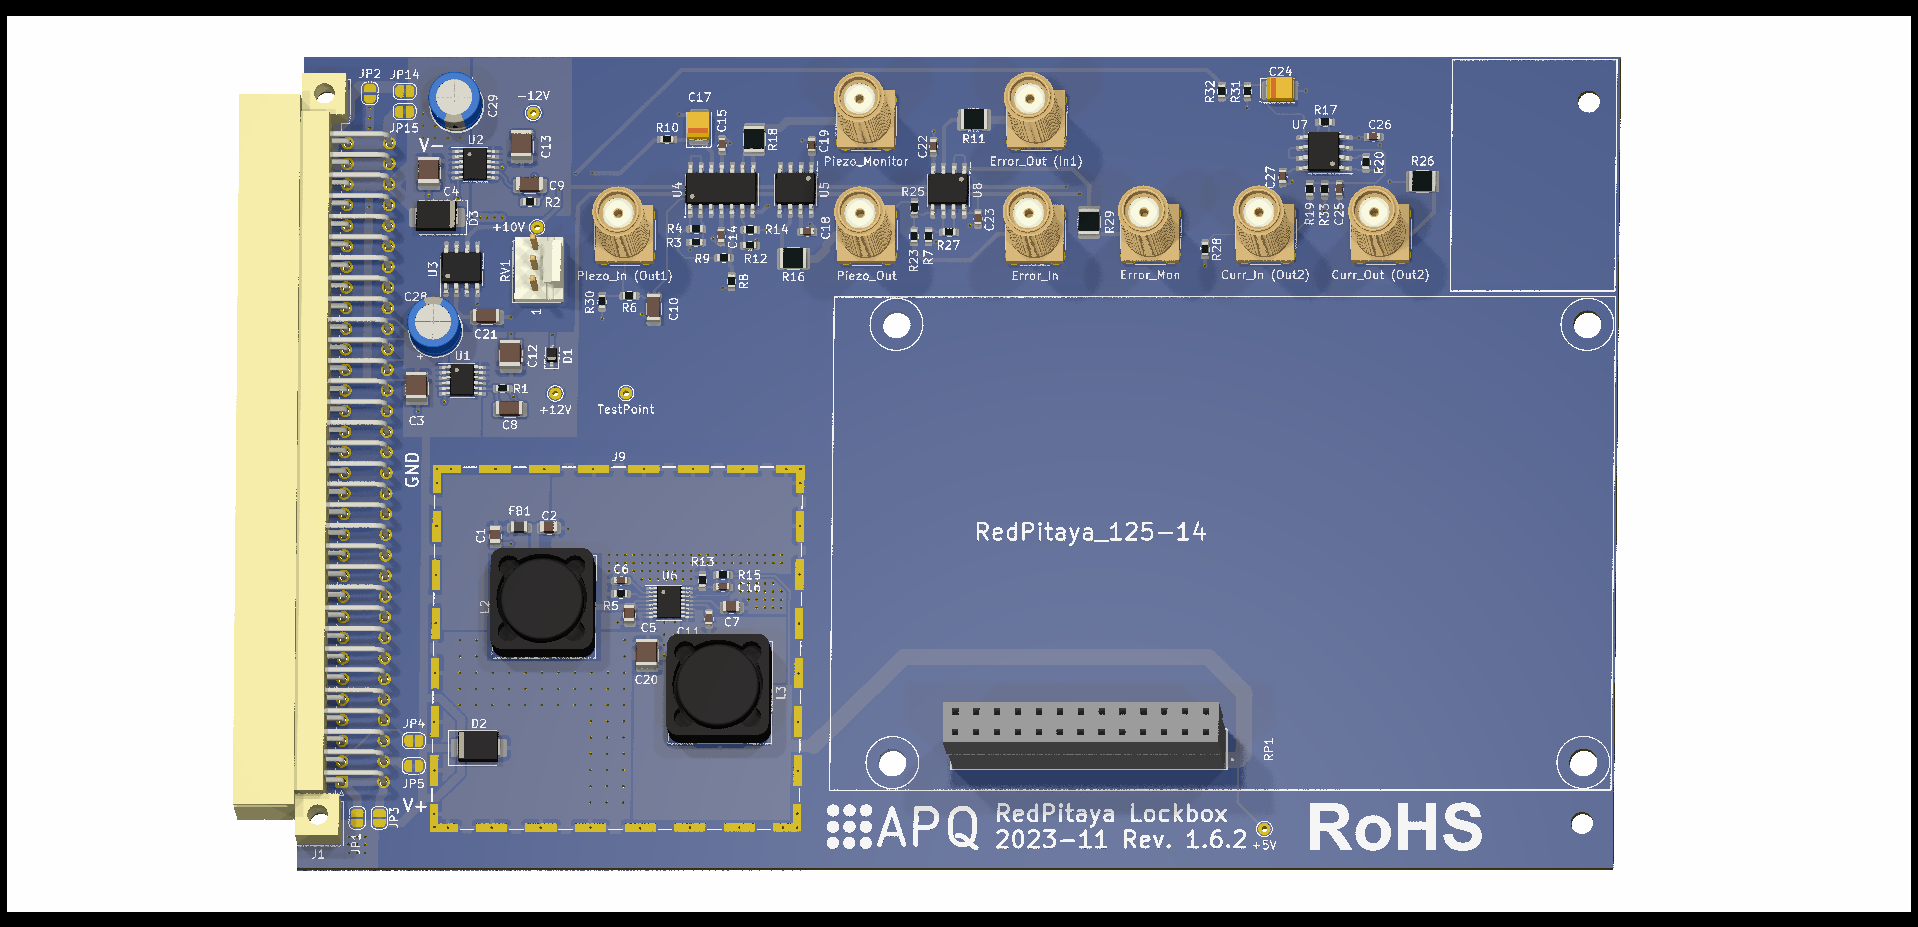 JP2
JP14
JP15
C29
-12V
V-
U2
C13
C4
C9
R2
D3
+10V
U3
RV1
1
C28
+
C21
U1
C12
D1
R1
C3
C8
+12V
TestPoint
GND
C17
R10
C15
R18
C19
U4
U5
R4
R3
C14
R14
R9
R12
R8
R16
C18
Piezo_In (Out1)
R30
R6
C10
Piezo_Monitor
Piezo_Out
C22
R11
Error_Out (In1)
R25
U8
C23
R23
R7
R27
Error_In
R29
Error_Mon
R28
R32
R31
C24
U7
R17
C26
R20
R26
C27
R19
R33
C25
Curr_In (Out2)
Curr_Out (Out2)
J9
C1
FB1
C2
L2
C6
R5
U6
R13
R15
C16
C5
C11
C7
C20
L3
D2
JP4
JP5
V+
JP1
JP3
J1
RedPitaya_125-14
RP1
APQ
RedPitaya Lockbox
2023-11 Rev. 1.6.2
+5V
RoHS